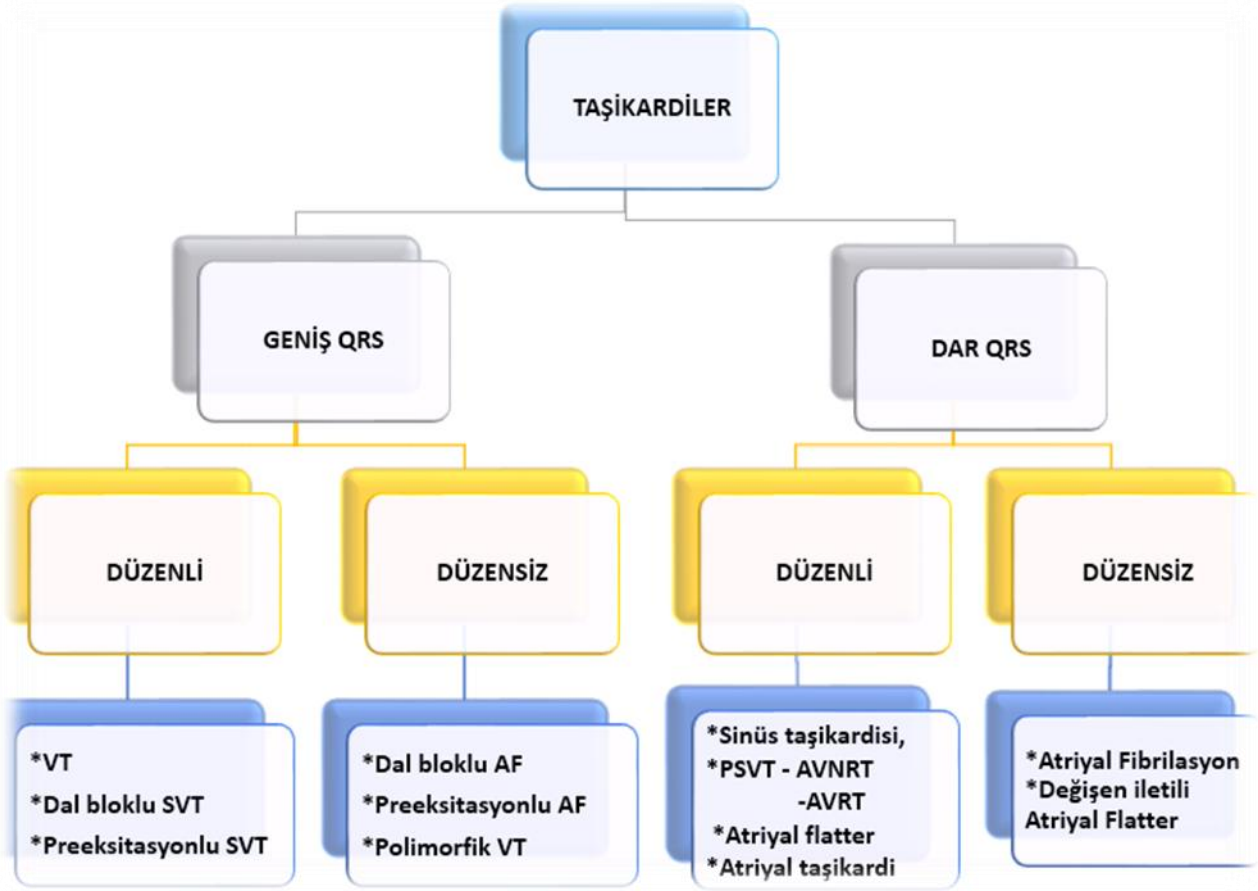 TAŞİKARDİLER
GENİŞ QRS
DAR QRS
DÜZENLİ
DÜZENSİZ
DÜZENLİ
DÜZENSİZ
*VT
*Dal bloklu SVT
*Preeksitasyonlu SVT
*Dal bloklu AF
*Preeksitasyonlu AF
*Polimorfik VT
*Sinüs taşikardisi,
*PSVT - AVNRT
-AVRT
*Atriyal flatter
*Atriyal taşikardi
*Atriyal Fibrilasyon
*Değişen iletili
Atriyal Flatter